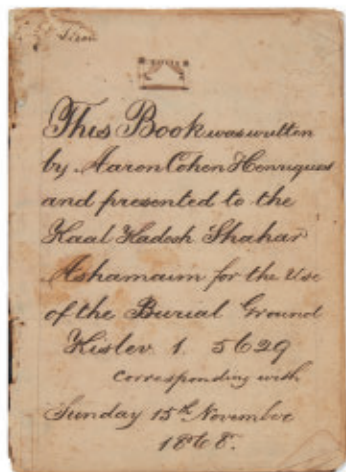 This Book was written
by Aaron Cohen Henriques
and presented to the
Kaal Kadosh Shahar
Ashamaim for the Use
of the Burial Ground
Kislev 1. 5629
Corresponding with
Sunday 15th. November
1868.